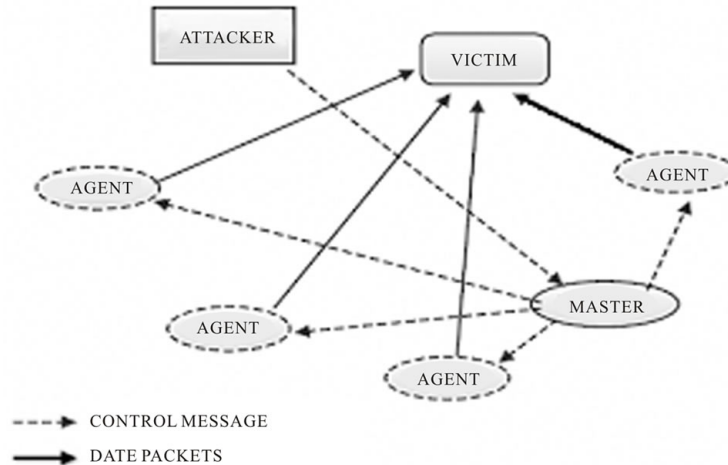 ATTACKER
VICTIM
AGENT
AGENT
MASTER
AGENT
AGENT
CONTROL MESSAGE
DATE PACKETS